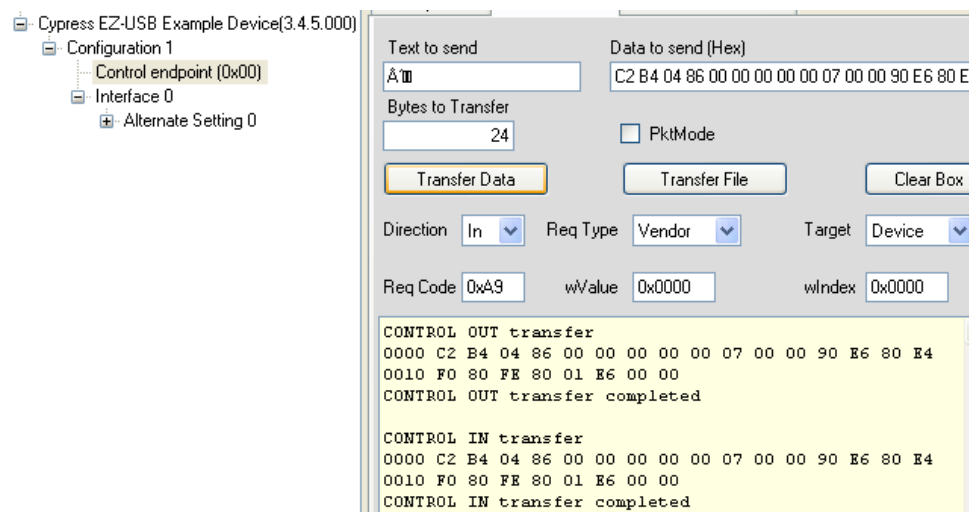 Cypress EZ-USB Example Device(3.4.5.000)
Configuration 1
Control endpoint (0x00)
Interface 0
Alternate Setting 0
Text to send Data to send (Hex)
C2 B4 04 86 00 00 00 00 00 07 00 00 90 E6 80 E
Bytes to Transfer
24 PktMode
Transfer Data Transfer File Clear Box
Direction In Req Type Vendor Target Device
Req Code 0xA9 wValue 0x0000 wIndex 0x0000
CONTROL OUT transfer
0000 C2 B4 04 86 00 00 00 00 00 07 00 00 90 E6 80 E4
0010 F0 80 FE 80 01 E6 00 00
CONTROL OUT transfer completed
CONTROL IN transfer
0000 C2 B4 04 86 00 00 00 00 00 07 00 00 90 E6 80 E4
0010 F0 80 FE 80 01 E6 00 00
CONTROL IN transfer completed